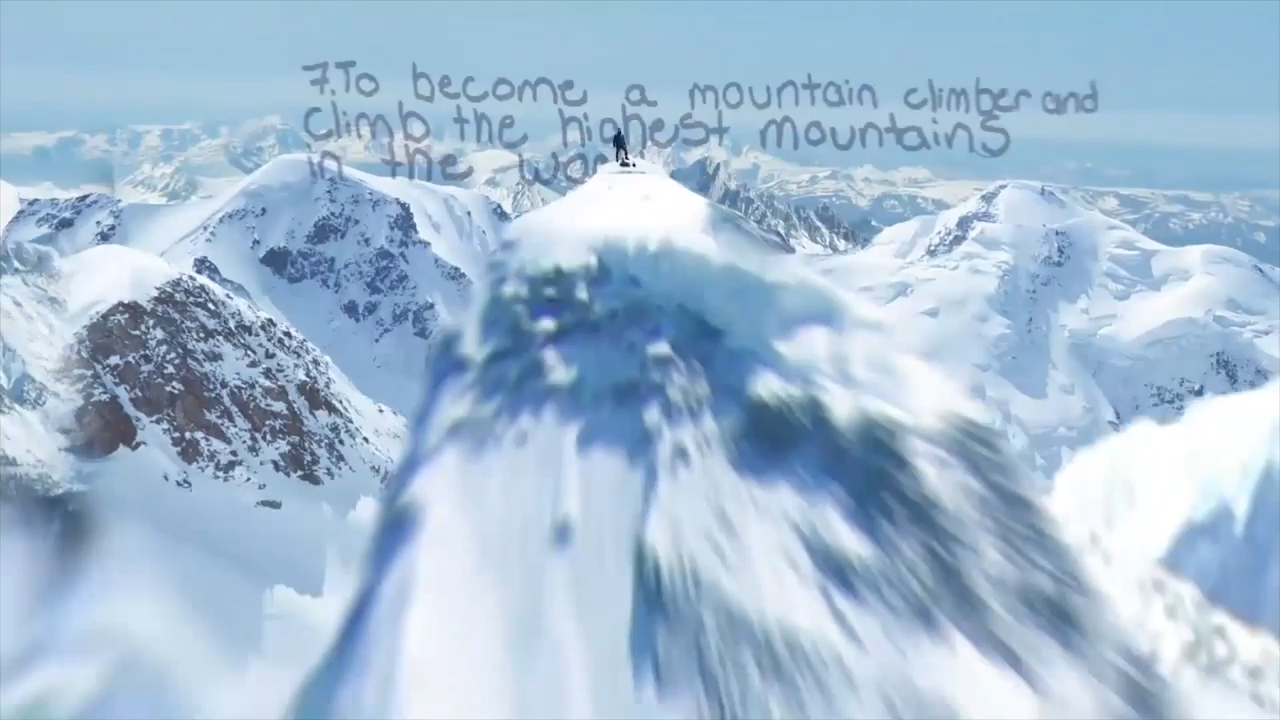 7.To become a mountain climber and
climb the highest mountains
in the